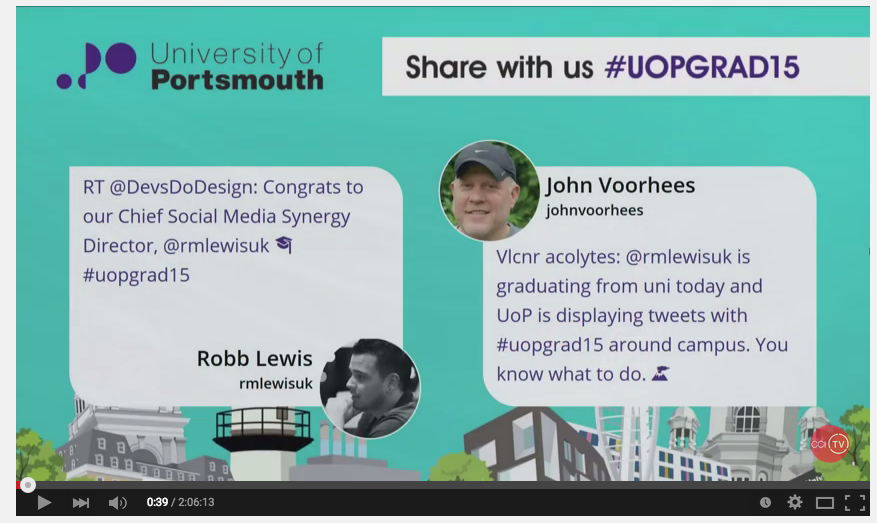 University of
Portsmouth
Share with us #UOPGRAD15
RT @DevsDoDesign: Congrats to
our Chief Social Media Synergy
Director, @rmlewisuk 🎓
#uopgrad15
Robb Lewis
rmlewisuk
John Voorhees
johnvoorhees
Vlcnr acolytes: @rmlewisuk is
graduating from uni today and
UoP is displaying tweets with
#uopgrad15 around campus. You
know what to do.
CCI TV
0:39 / 2:06:13